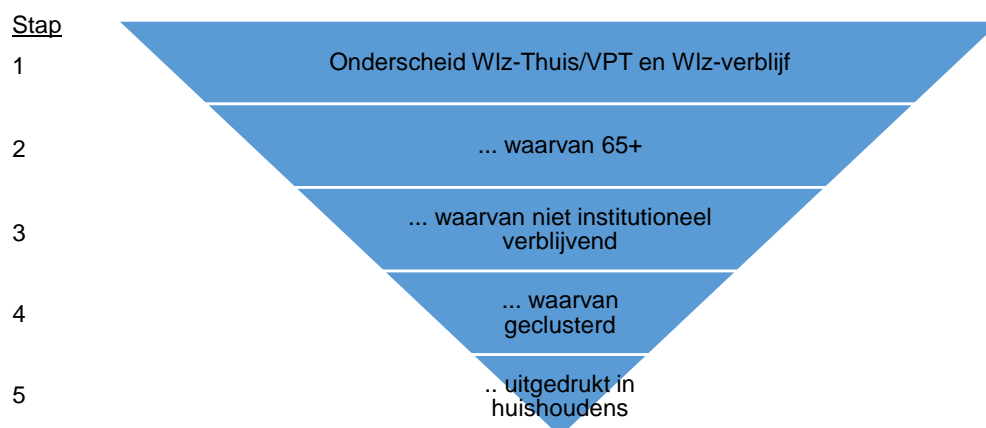 Stap
1
Onderscheid Wlz-Thuis/VPT en Wlz-verblijf
2
... waarvan 65+
3
... waarvan niet institutioneel
verblijvend
4
... waarvan
geclusterd
5
.. uitgedrukt in
huishoudens